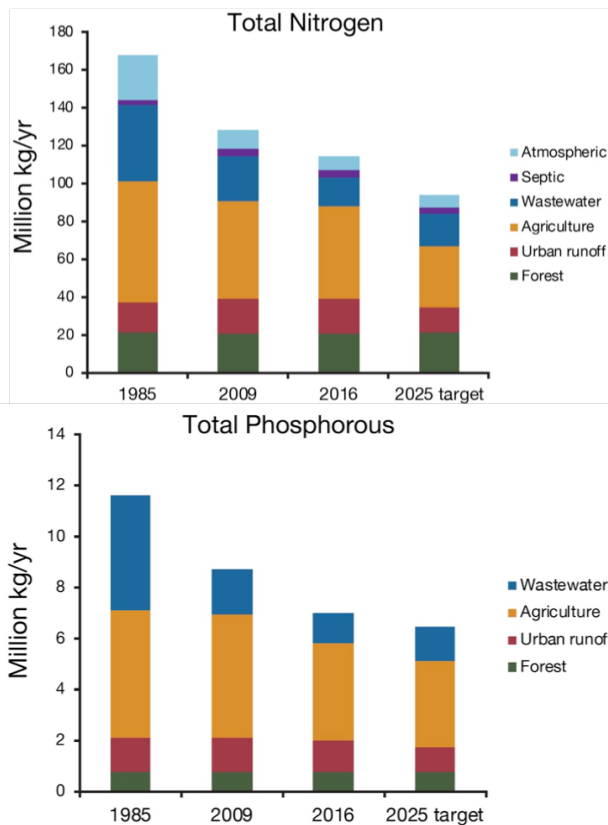 Total Nitrogen
Million kg/yr
180
160
140
120
100
80
60
40
20
0
1985
2009
2016
2025 target
Atmospheric
Septic
Wastewater
Agriculture
Urban runoff
Forest
Total Phosphorous
Million kg/yr
14
12
10
8
6
4
2
0
1985
2009
2016
2025 target
Wastewater
Agriculture
Urban runof
Forest